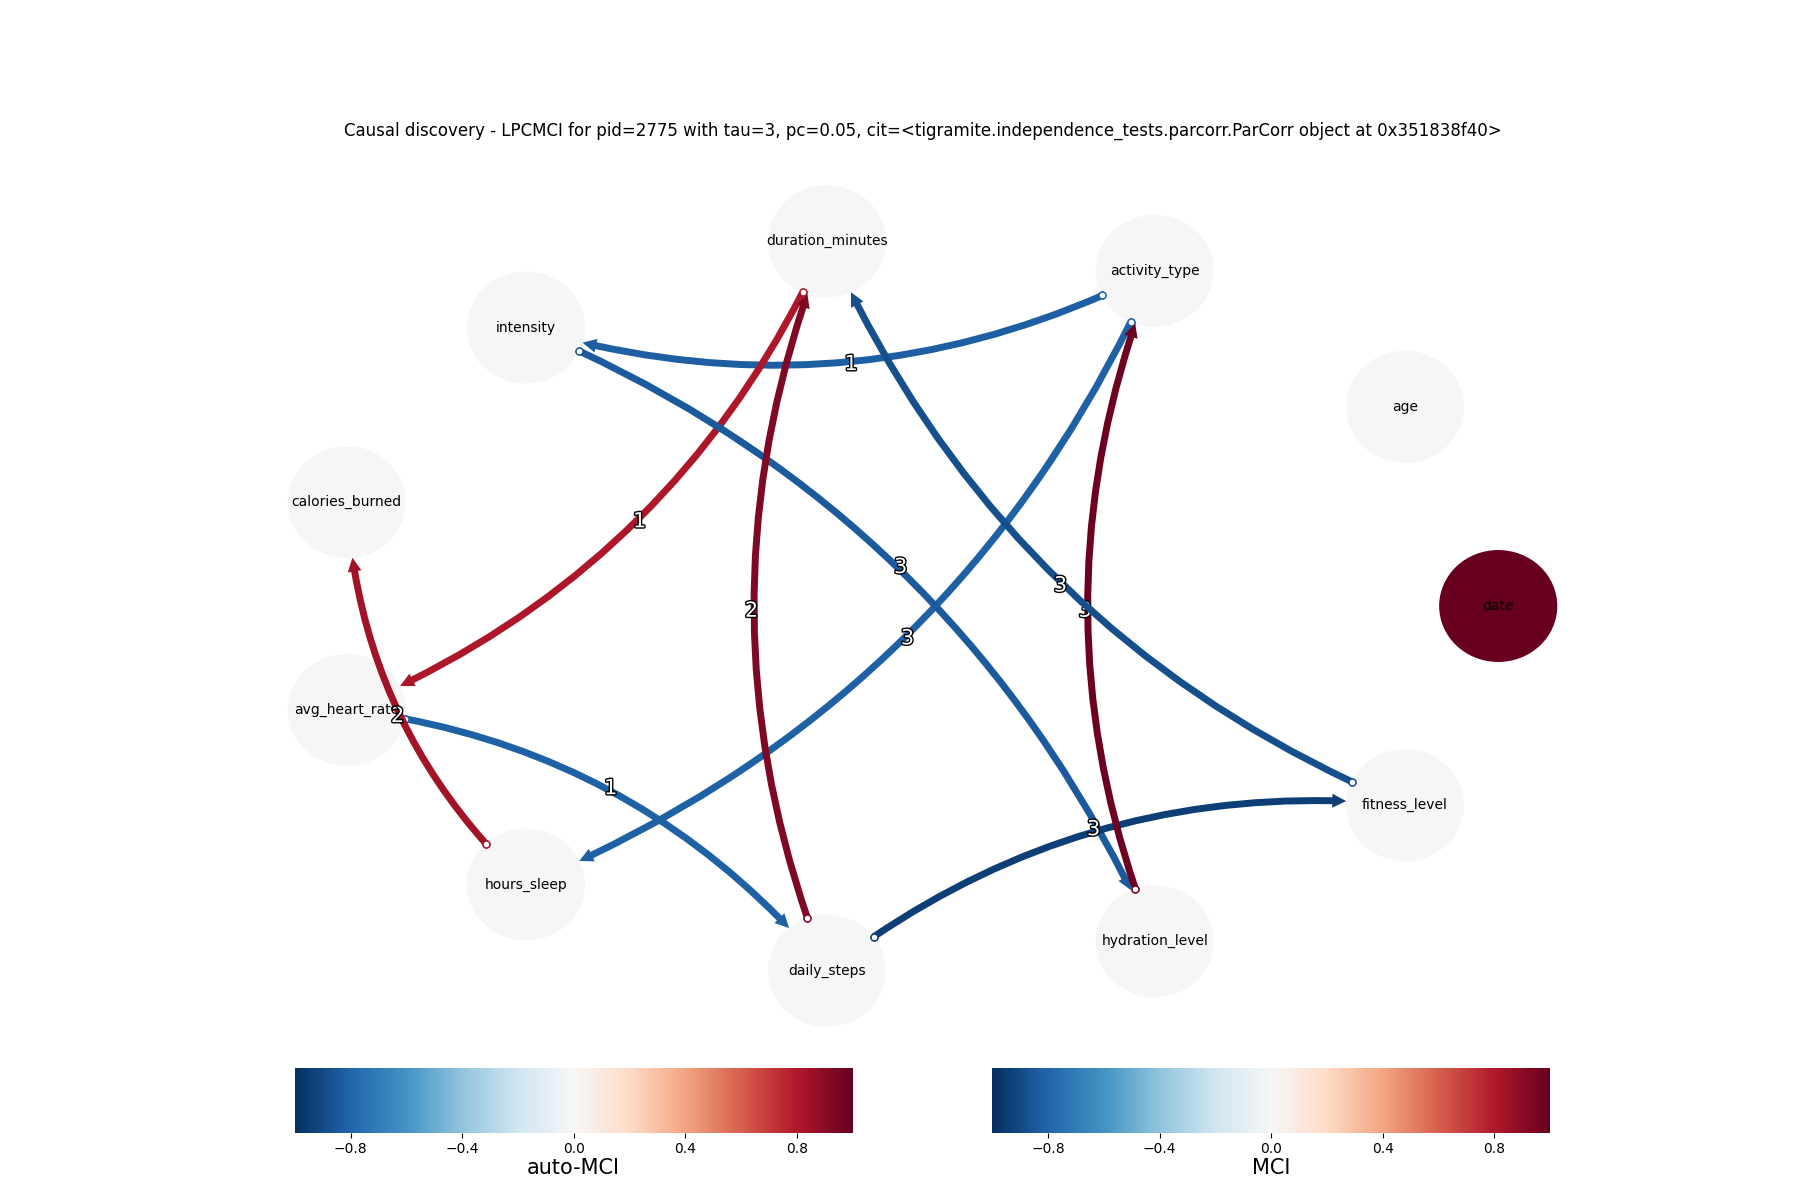 Causal discovery - LPCMCI for pid=2775 with tau=3, pc=0.05, cit=<tigramite.independence_tests.parcorr.ParCorr object at 0x351838f40>
duration_minutes
activity_type
intensity
1
age
calories_burned
1
3
3
date
2
3
3
avg_heart_rate
2
1
fitness_level
3
hours_sleep
hydration_level
daily_steps
−0.8 −0.4 0.0 0.4 0.8
auto-MCI
−0.8 −0.4 0.0 0.4 0.8
MCI